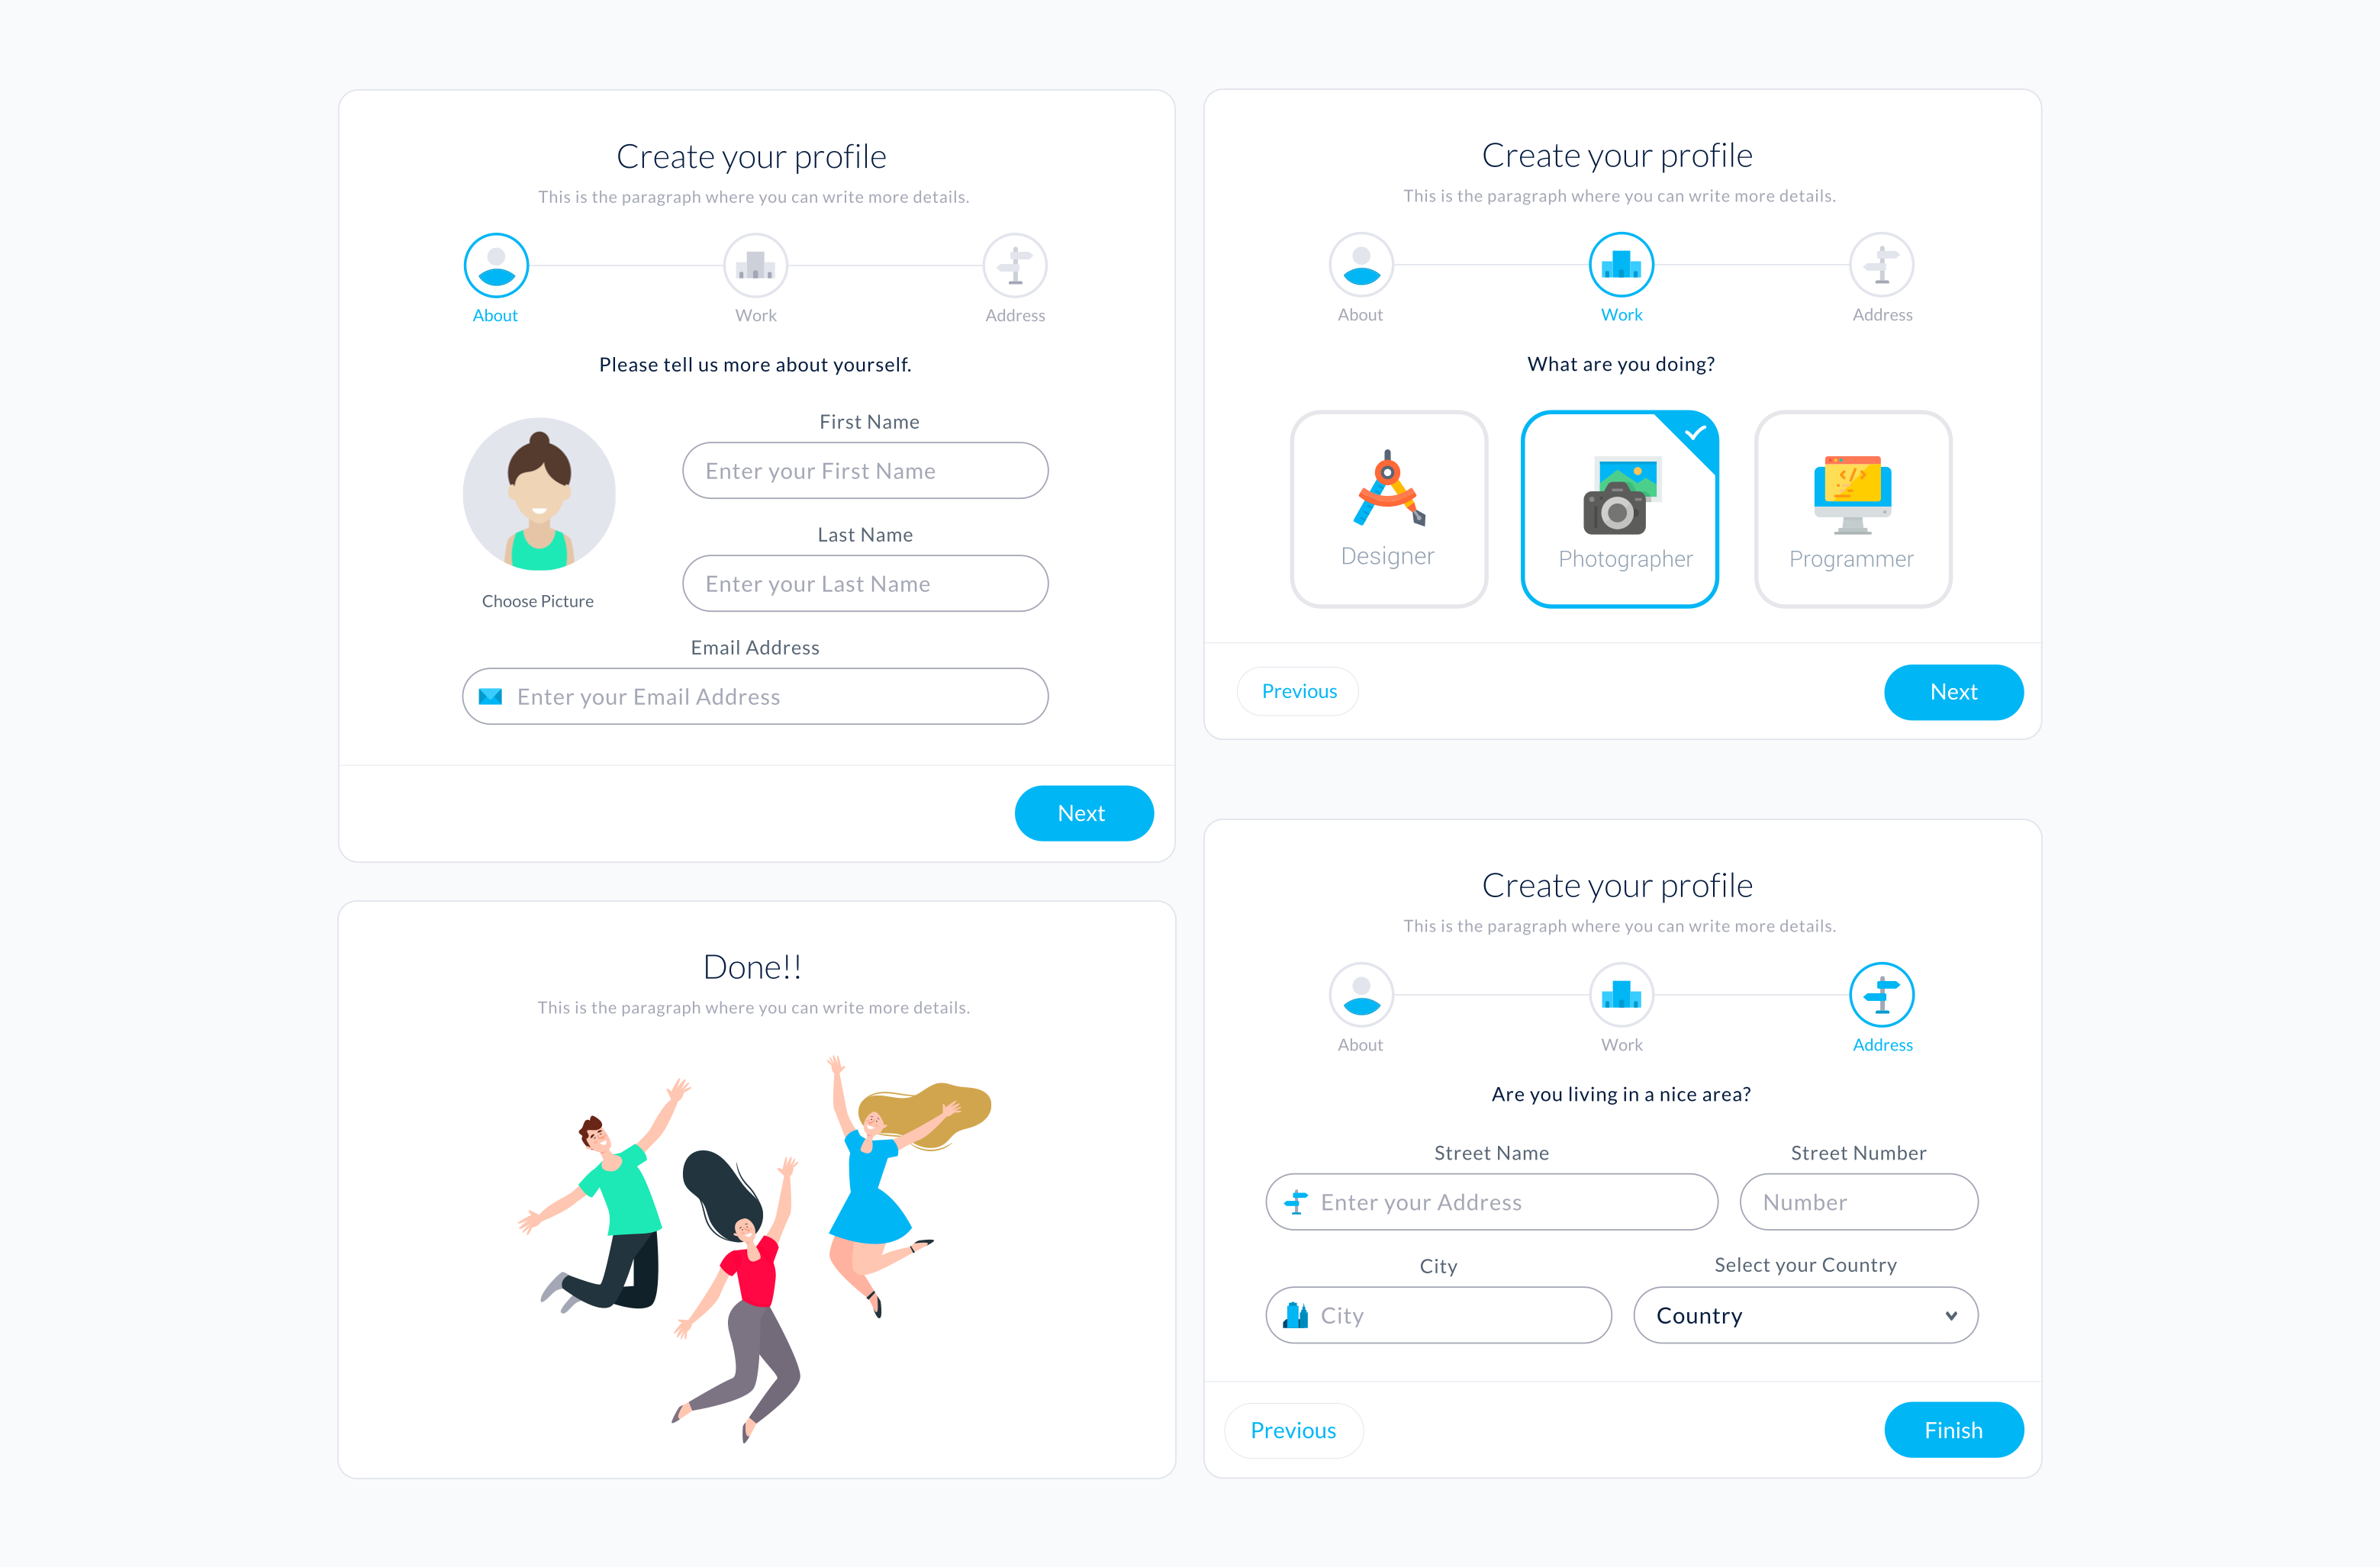 Create your profile
This is the paragraph where you can write more details.
About Work Address
Please tell us more about yourself.
First Name
Enter your First Name
Last Name
Enter your Last Name
Choose Picture
Email Address
Enter your Email Address
Next
Create your profile
This is the paragraph where you can write more details.
About Work Address
What are you doing?
Designer Photographer Programmer
Previous Next
Done!!
This is the paragraph where you can write more details.
Create your profile
This is the paragraph where you can write more details.
About Work Address
Are you living in a nice area?
Street Name Street Number
Enter your Address Number
City Select your Country
City Country
Previous Finish